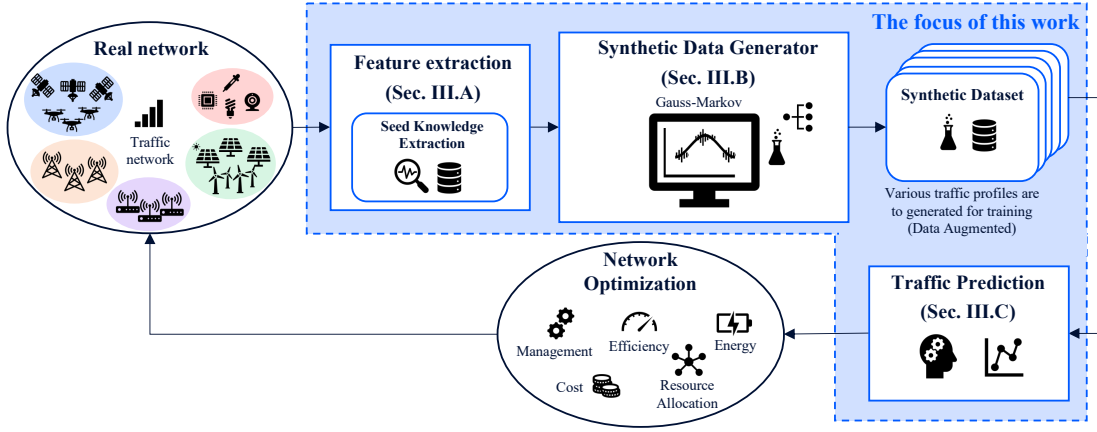 The focus of this work
Real network
Traffic
network
Feature extraction
(Sec. III.A)
Seed Knowledge
Extraction
Synthetic Data Generator
(Sec. III.B)
Gauss-Markov
Synthetic Dataset
Various traffic profiles are
to generated for training
(Data Augmented)
Traffic Prediction
(Sec. III.C)
Network
Optimization
Management
Efficiency
Energy
Cost
Resource
Allocation